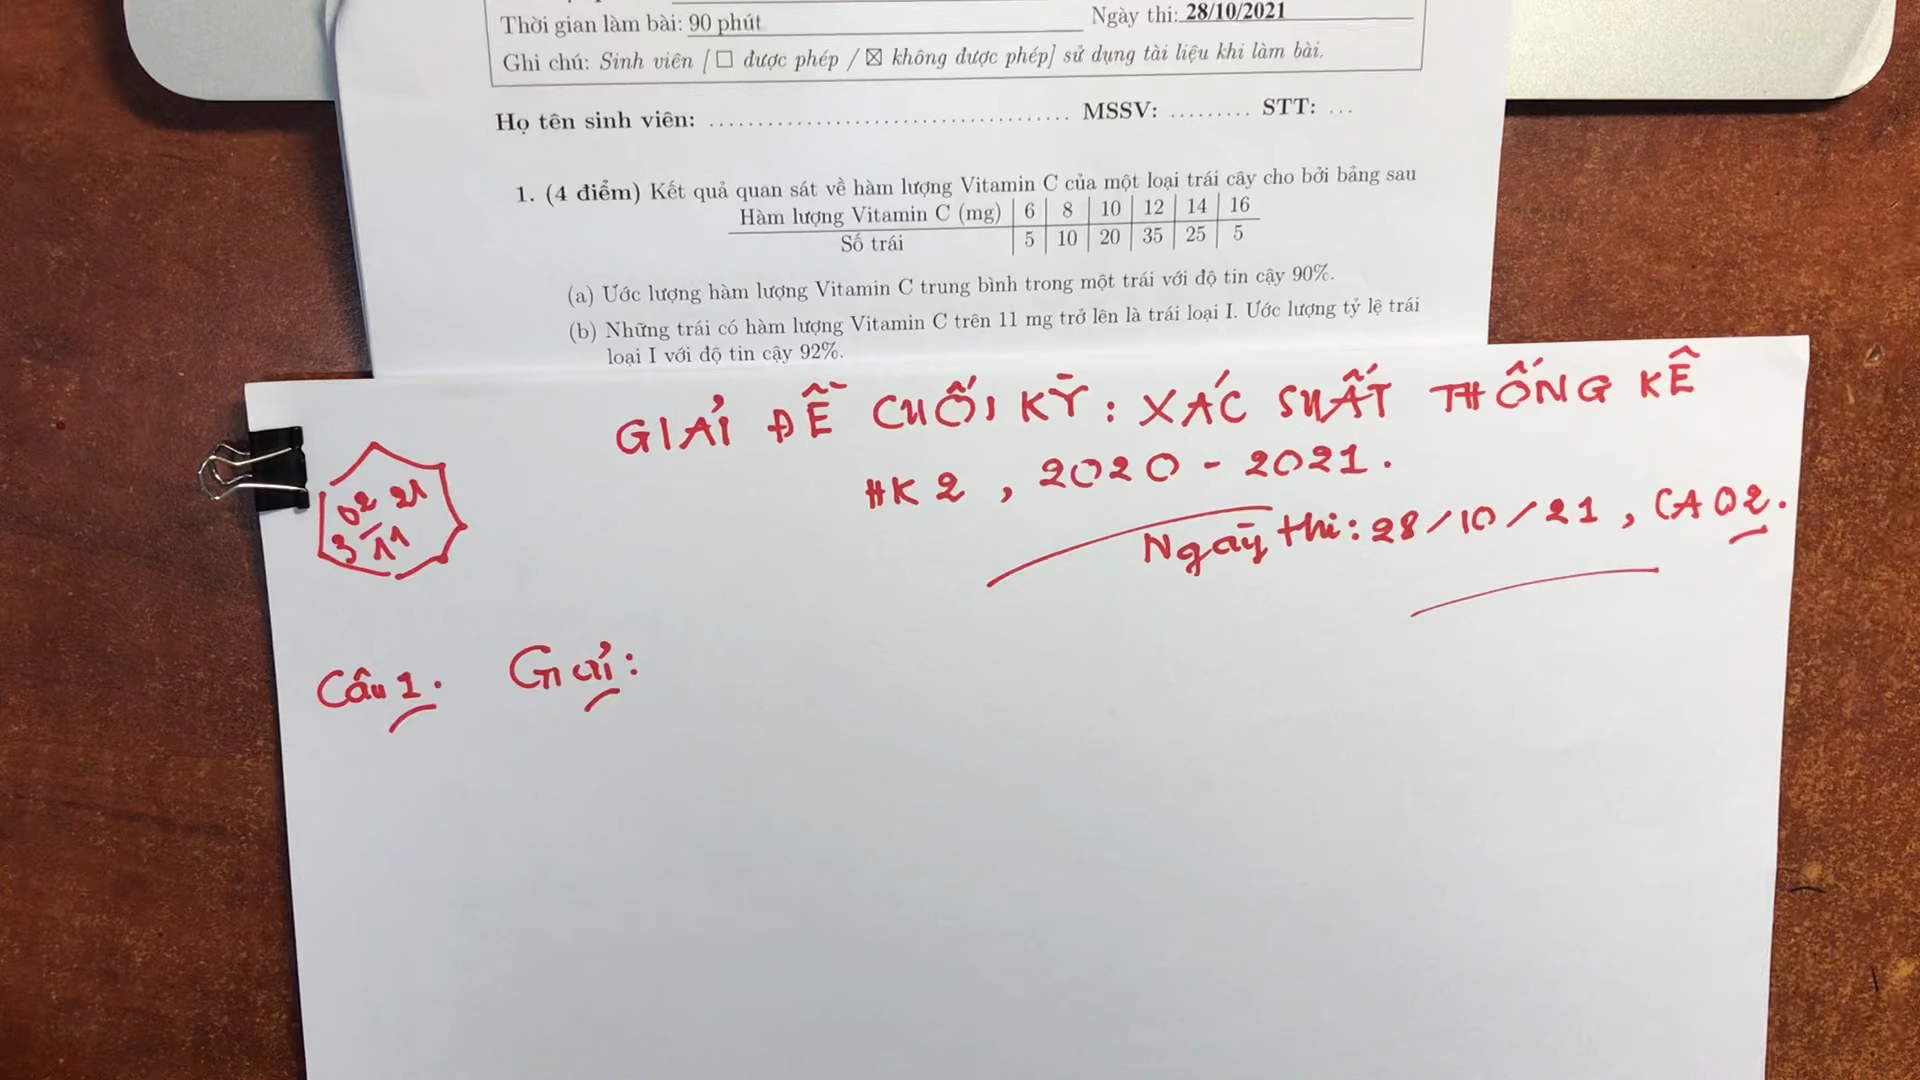 Thời gian làm bài: 90 phút Ngày thi: 28/10/2021
Ghi chú: Sinh viên [ ☐ được phép / ☒ không được phép] sử dụng tài liệu khi làm bài.
Họ tên sinh viên: ..................................... MSSV: ......... STT: ...
1. (4 điểm) Kết quả quan sát về hàm lượng Vitamin C của một loại trái cây cho bởi bảng sau
Hàm lượng Vitamin C (mg) | 6 | 8 | 10 | 12 | 14 | 16
Số trái | 5 | 10 | 20 | 35 | 25 | 5
(a) Ước lượng hàm lượng Vitamin C trung bình trong một trái với độ tin cậy 90%.
(b) Những trái có hàm lượng Vitamin C trên 11 mg trở lên là trái loại I. Ước lượng tỷ lệ trái
loại I với độ tin cậy 92%.
GIẢI ĐỀ CUỐI KỲ: XÁC SUẤT THỐNG KÊ
HK2, 2020-2021.
Ngày thi: 28/10/21, CA02.
02 21
3 11
Câu 1. Giải: